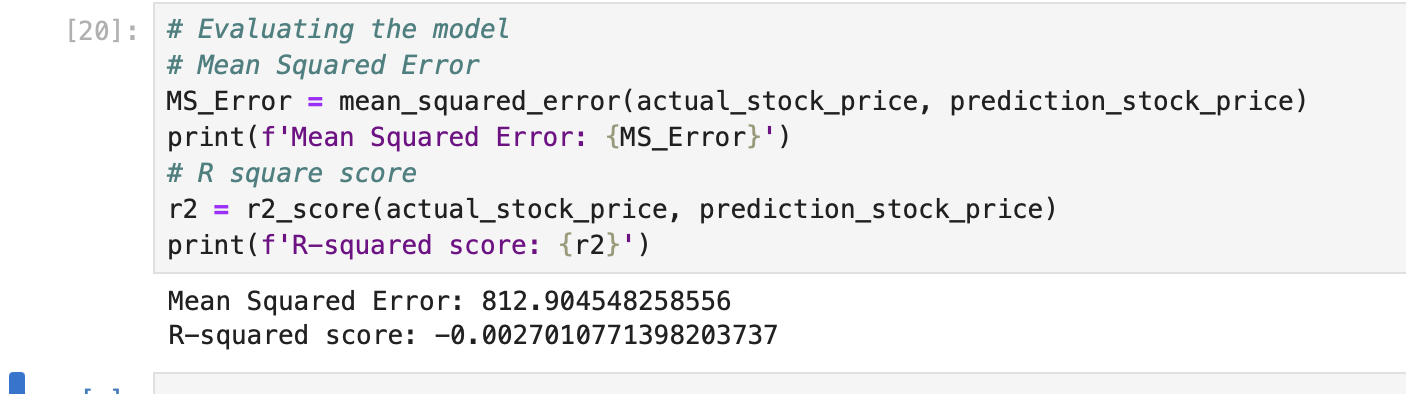 [20]: # Evaluating the model
# Mean Squared Error
MS_Error = mean_squared_error(actual_stock_price, prediction_stock_price)
print(f'Mean Squared Error: {MS_Error}')
# R square score
r2 = r2_score(actual_stock_price, prediction_stock_price)
print(f'R-squared score: {r2}')
Mean Squared Error: 812.904548258556
R-squared score: -0.0027010771398203737